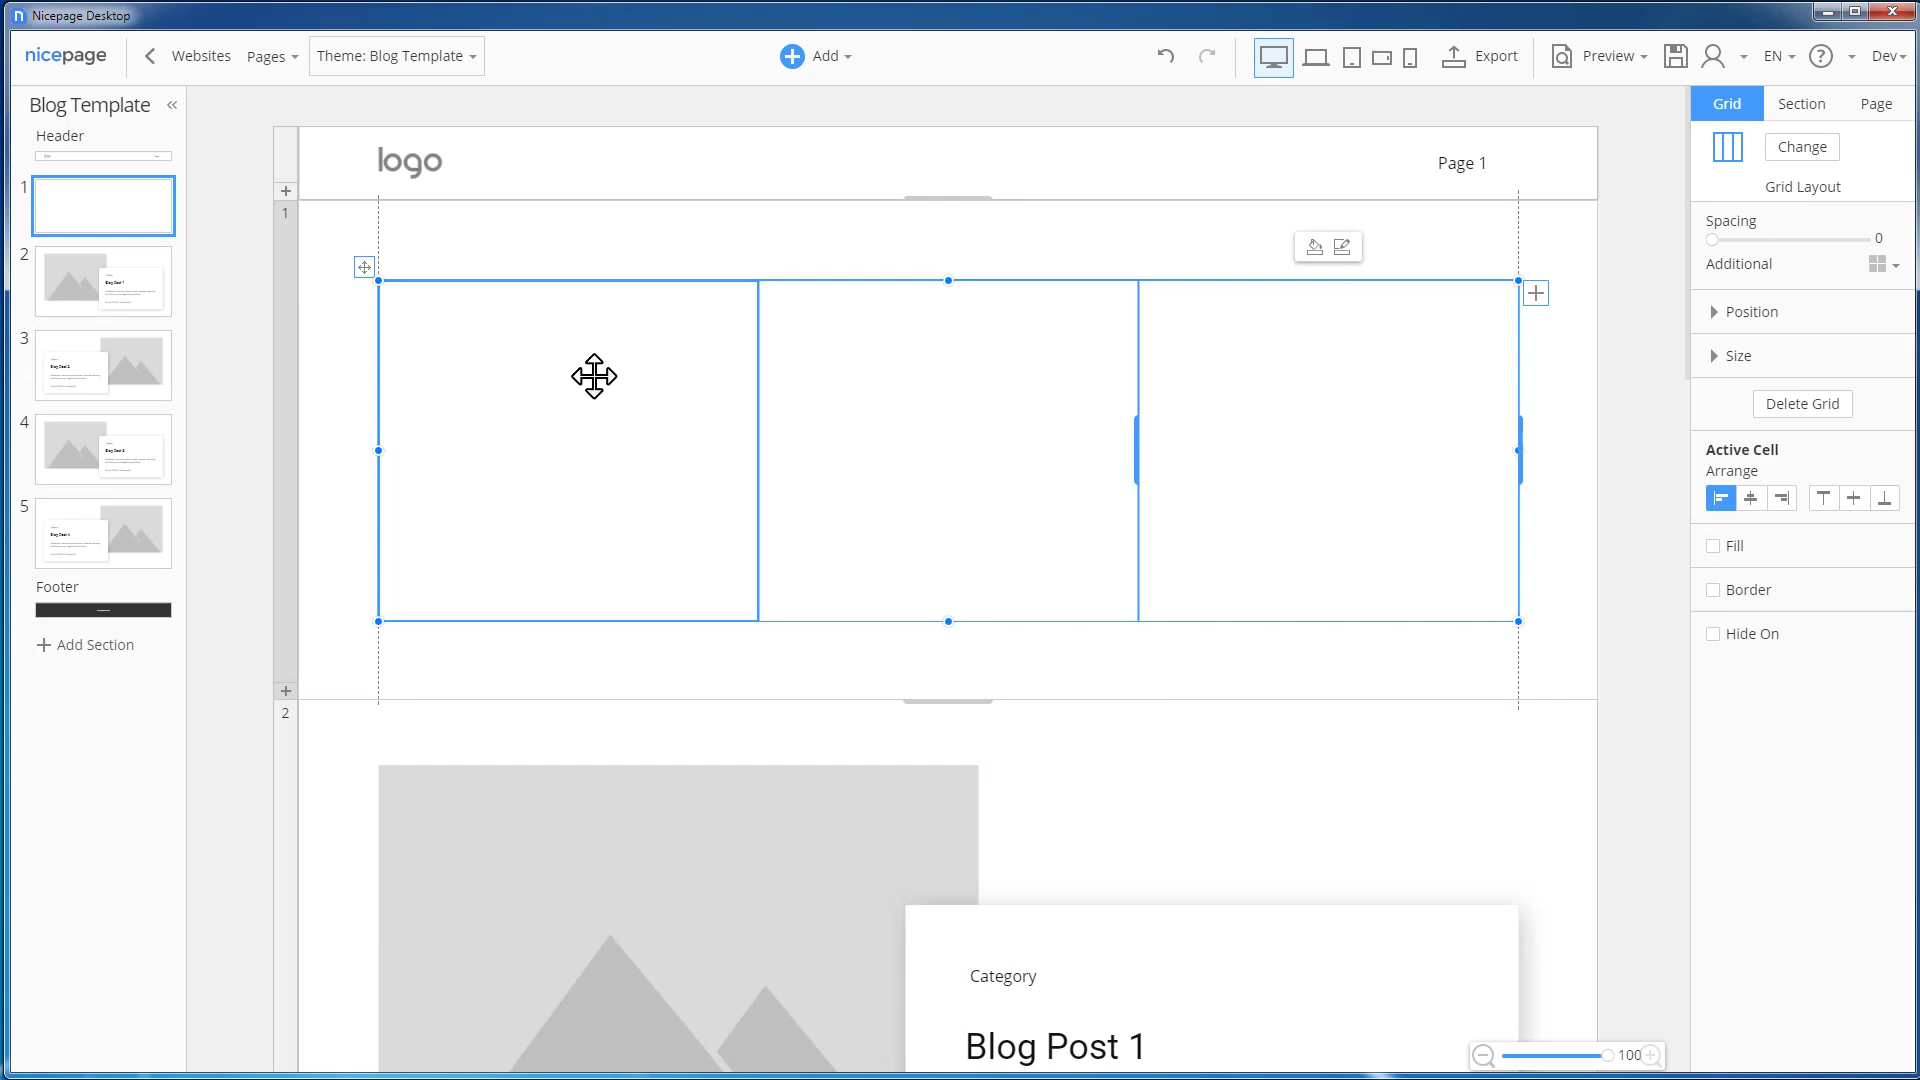 Nicepage Desktop
nicepage
Websites
Pages
Theme: Blog Template
Add
Export
Preview
EN
Dev
Blog Template
Header
1
2
3
4
5
Footer
Add Section
logo
Page 1
1
2
Category
Blog Post 1
100
Grid
Section
Page
Change
Grid Layout
Spacing
0
Additional
Position
Size
Delete Grid
Active Cell
Arrange
Fill
Border
Hide On